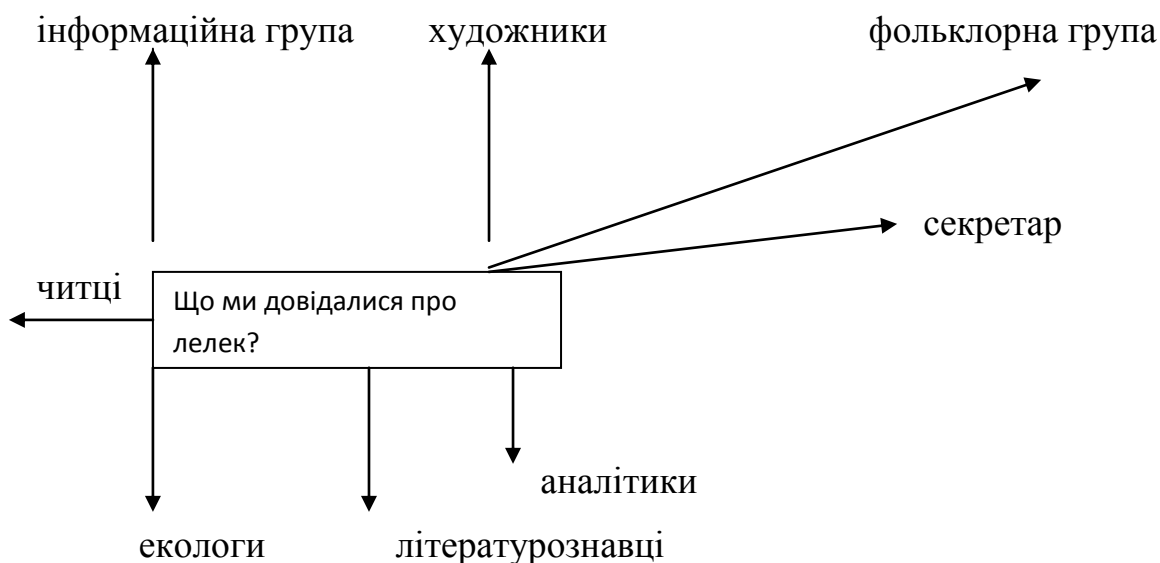 інформаційна група художники фольклорна група
секретар
читці
Що ми довідалися про
лелек?
аналітики
екологи літературознавці